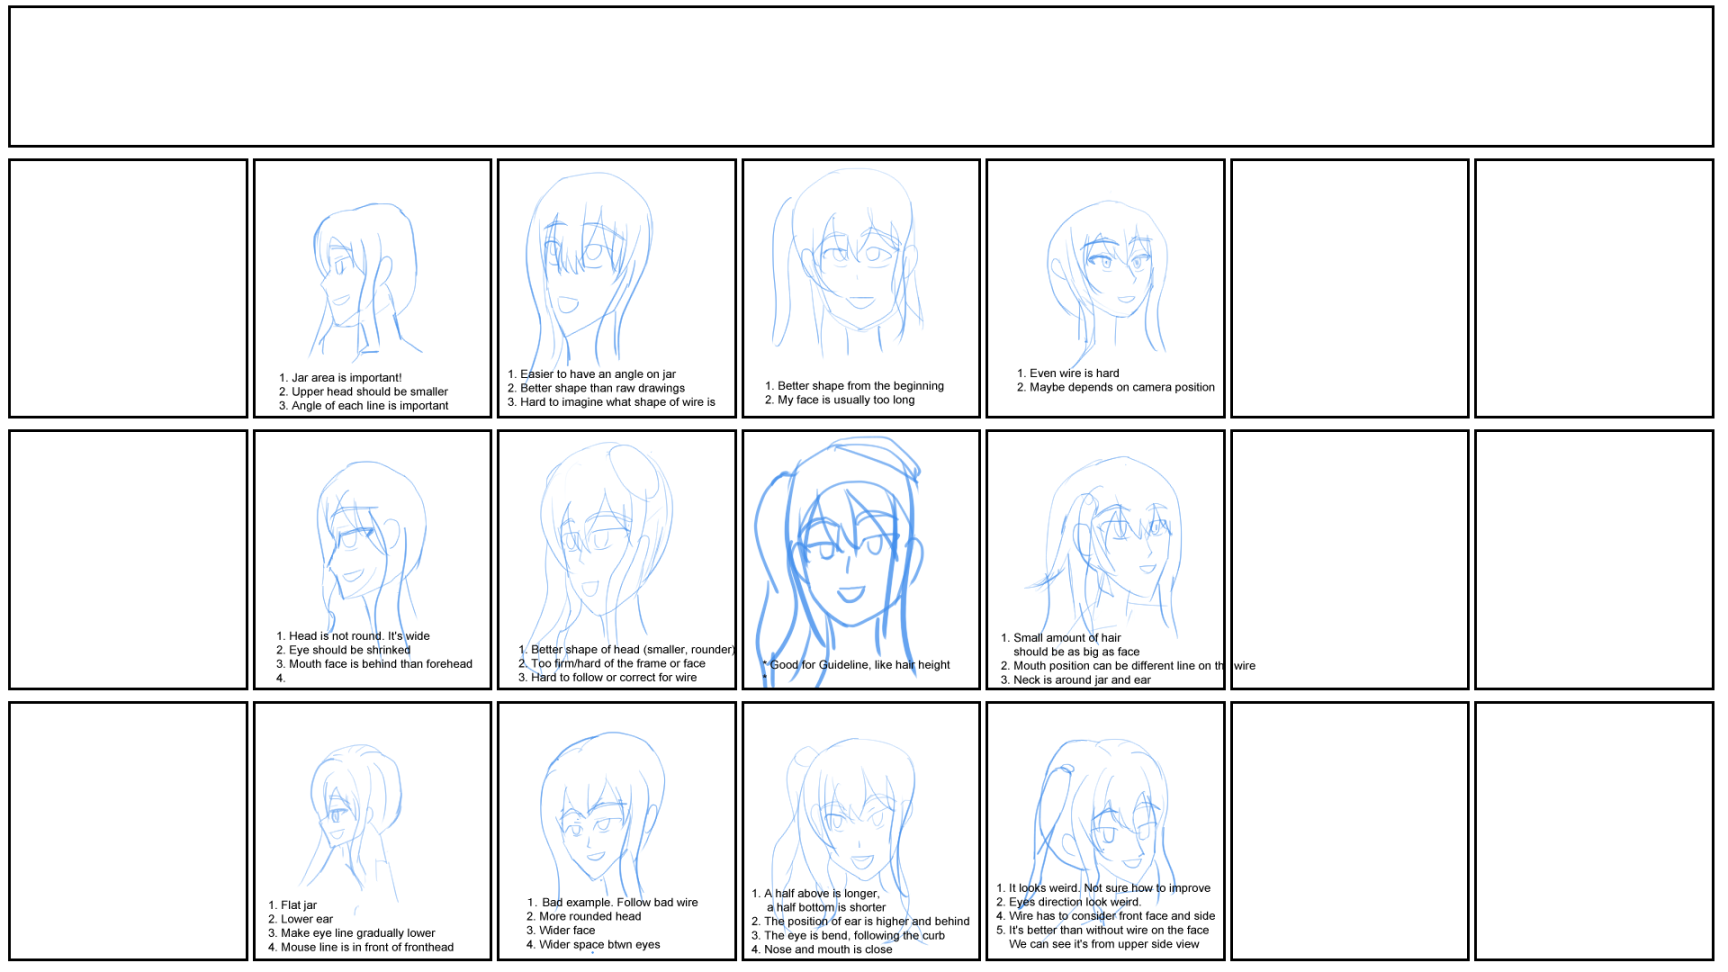 1. Jar area is important!
2. Upper head should be smaller
3. Angle of each line is important
1. Easier to have an angle on jar
2. Better shape than raw drawings
3. Hard to imagine what shape of wire is
1. Better shape from the beginning
2. My face is usually too long
1. Even wire is hard
2. Maybe depends on camera position
1. Head is not round. It's wide
2. Eye should be shrinked
3. Mouth face is behind than forehead
4.
1. Better shape of head (smaller, rounder)
2. Too firm/hard of the frame or face
3. Hard to follow or correct for wire
* Good for Guideline, like hair height
*
1. Small amount of hair
should be as big as face
2. Mouth position can be different line on th wire
3. Neck is around jar and ear
1. Flat jar
2. Lower ear
3. Make eye line gradually lower
4. Mouse line is in front of fronthead
1. Bad example. Follow bad wire
2. More rounded head
3. Wider face
4. Wider space btwn eyes
1. A half above is longer,
a half bottom is shorter
2. The position of ear is higher and behind
3. The eye is bend, following the curb
4. Nose and mouth is close
1. It looks weird. Not sure how to improve
2. Eyes direction look weird.
4. Wire has to consider front face and side
5. It's better than without wire on the face
We can see it's from upper side view